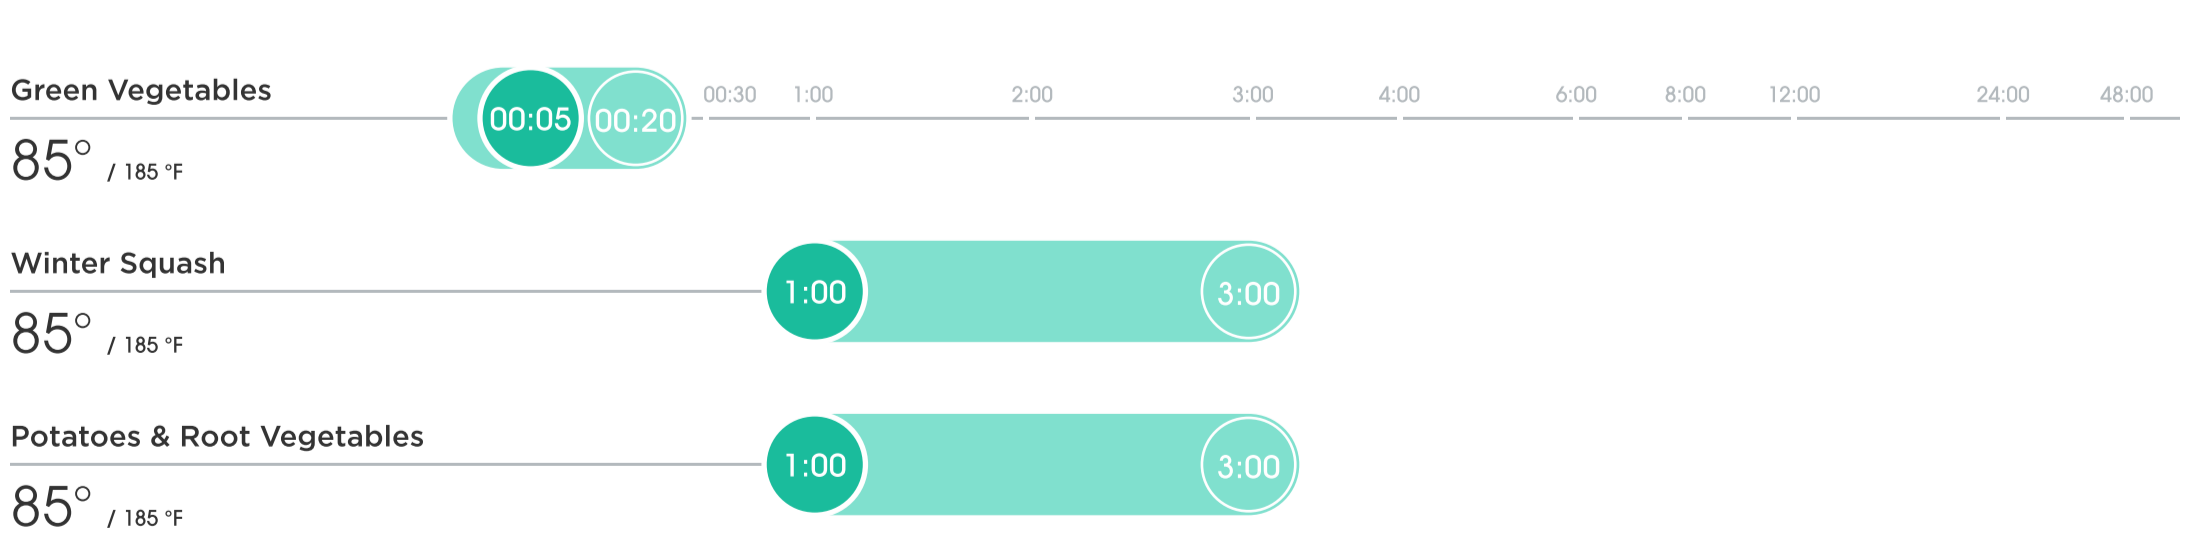 Green Vegetables
00:05 00:20 00:30 1:00 2:00 3:00 4:00 6:00 8:00 12:00 24:00 48:00
85° / 185 °F
Winter Squash
1:00 3:00
85° / 185 °F
Potatoes & Root Vegetables
1:00 3:00
85° / 185 °F